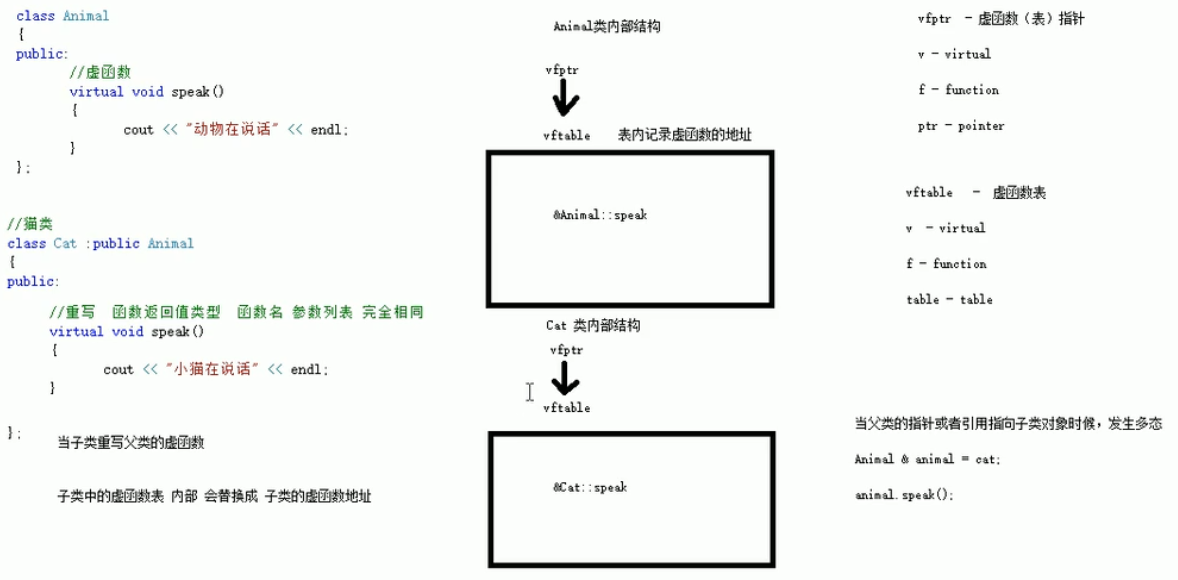 class Animal
{
public:
//虚函数
virtual void speak()
{
cout << "动物在说话" << endl;
}
};
//猫类
class Cat :public Animal
{
public:
//重写 函数返回值类型 函数名 参数列表 完全相同
virtual void speak()
{
cout << "小猫在说话" << endl;
}
};
当子类重写父类的虚函数
子类中的虚函数表 内部 会替换成 子类的虚函数地址
Animal类内部结构
vfptr
vftable 表内记录虚函数的地址
&Animal::speak
Cat 类内部结构
vfptr
vftable
&Cat::speak
vfptr - 虚函数(表)指针
v - virtual
f - function
ptr - pointer
vftable - 虚函数表
v - virtual
f - function
table - table
当父类的指针或者引用指向子类对象时候,发生多态
Animal & animal = cat;
animal.speak();